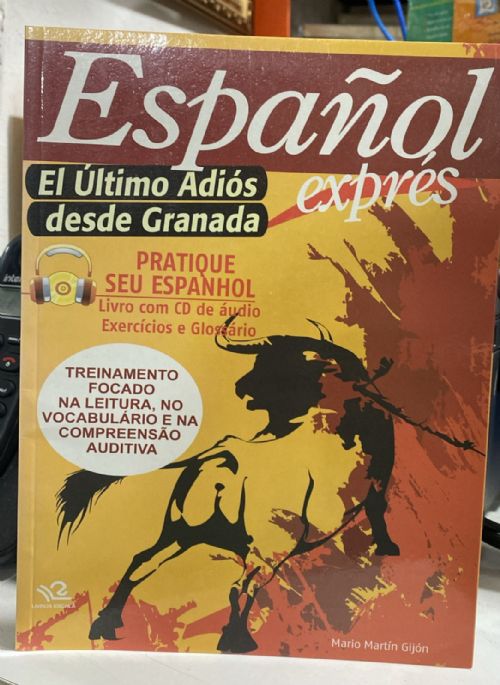 Español
exprés
El Último Adiós
desde Granada
PRATIQUE
SEU ESPANHOL
Livro com CD de áudio
Exercícios e Glossário
TREINAMENTO
FOCADO
NA LEITURA, NO
VOCABULÁRIO E NA
COMPREENSÃO
AUDITIVA
Mario Martín Gijón